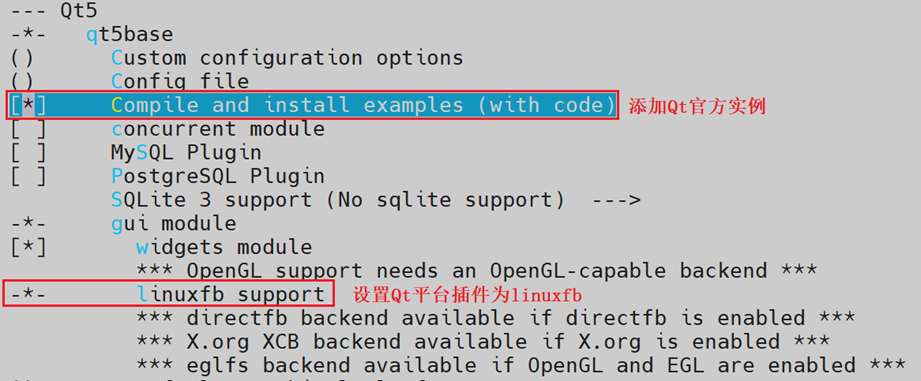 --- Qt5
-*- qt5base
() Custom configuration options
() Config file
[*] Compile and install examples (with code) 添加Qt官方实例
[ ] concurrent module
[ ] MySQL Plugin
[ ] PostgreSQL Plugin
SQLite 3 support (No sqlite support) --->
-*- gui module
[*] widgets module
*** OpenGL support needs an OpenGL-capable backend ***
-*- linuxfb support 设置Qt平台插件为linuxfb
*** directfb backend available if directfb is enabled ***
*** X.org XCB backend available if X.org is enabled ***
*** eglfs backend available if OpenGL and EGL are enabled ***